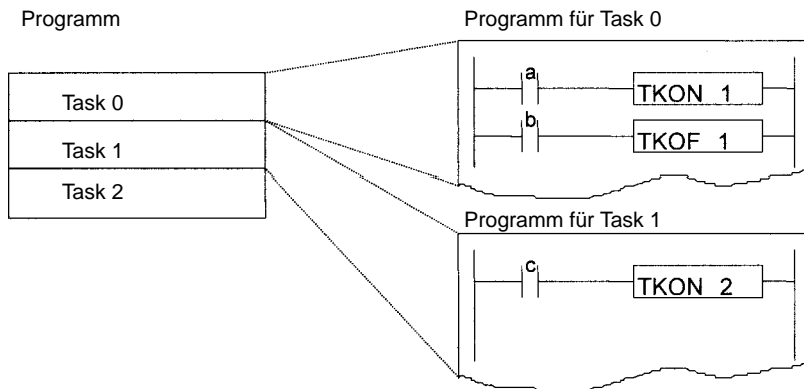 Programm
Task 0
Task 1
Task 2
Programm für Task 0
a
TKON 1
b
TKOF 1
Programm für Task 1
c
TKON 2